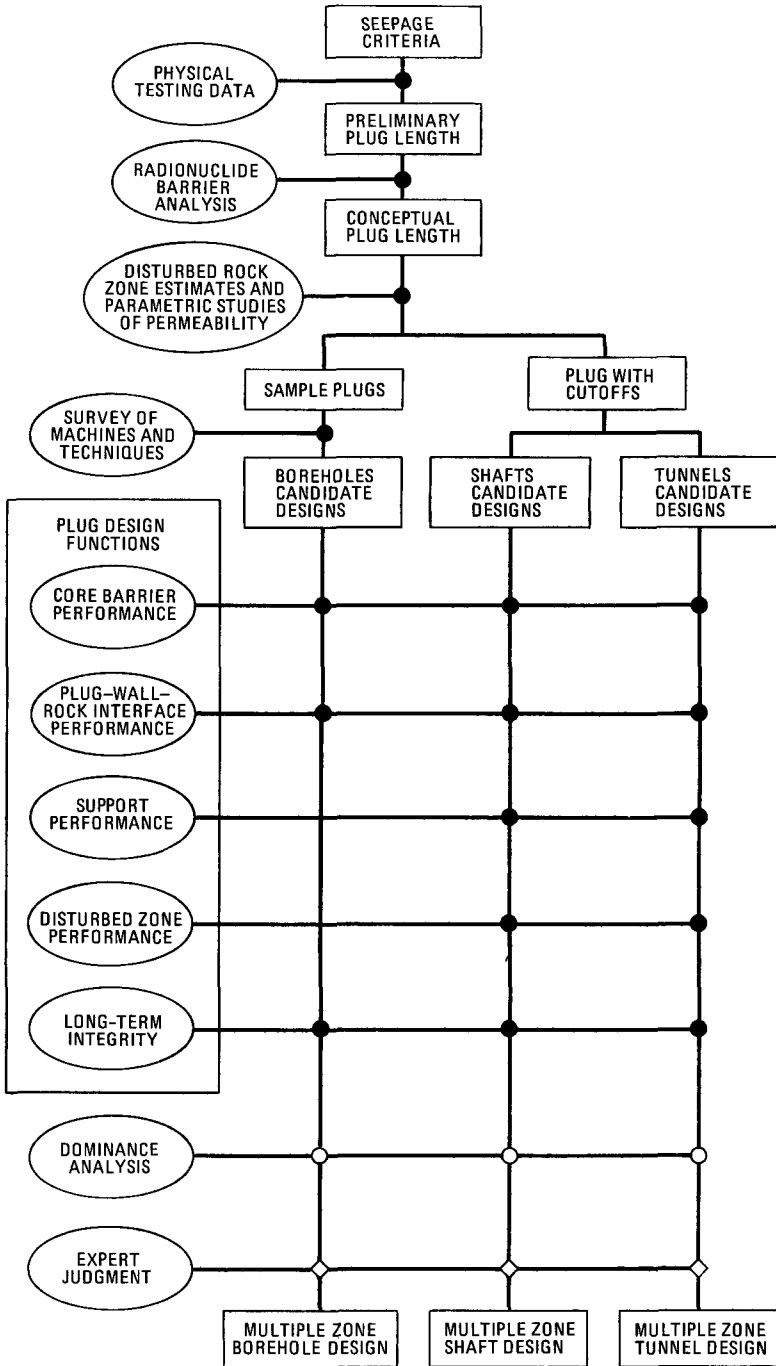 SEEPAGE
CRITERIA
PHYSICAL
TESTING DATA
PRELIMINARY
PLUG LENGTH
RADIONUCLIDE
BARRIER
ANALYSIS
CONCEPTUAL
PLUG LENGTH
DISTURBED ROCK
ZONE ESTIMATES AND
PARAMETRIC STUDIES
OF PERMEABILITY
SAMPLE PLUGS
PLUG WITH
CUTOFFS
SURVEY OF
MACHINES AND
TECHNIQUES
BOREHOLES
CANDIDATE
DESIGNS
SHAFTS
CANDIDATE
DESIGNS
TUNNELS
CANDIDATE
DESIGNS
PLUG DESIGN
FUNCTIONS
CORE BARRIER
PERFORMANCE
PLUG–WALL–
ROCK INTERFACE
PERFORMANCE
SUPPORT
PERFORMANCE
DISTURBED ZONE
PERFORMANCE
LONG-TERM
INTEGRITY
DOMINANCE
ANALYSIS
EXPERT
JUDGMENT
MULTIPLE ZONE
BOREHOLE DESIGN
MULTIPLE ZONE
SHAFT DESIGN
MULTIPLE ZONE
TUNNEL DESIGN